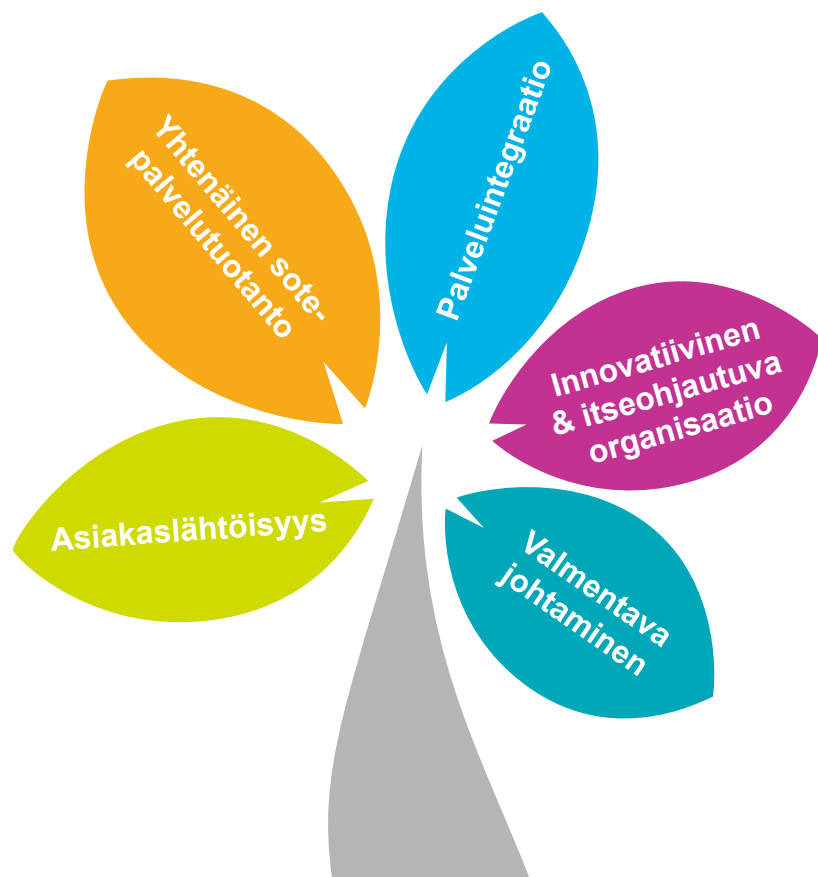 Yhtenäinen sote-
palvelutuotanto
Palveluintegraatio
Innovatiivinen
& itseohjautuva
organisaatio
Asiakaslähtöisyys
Valmentava
johtaminen